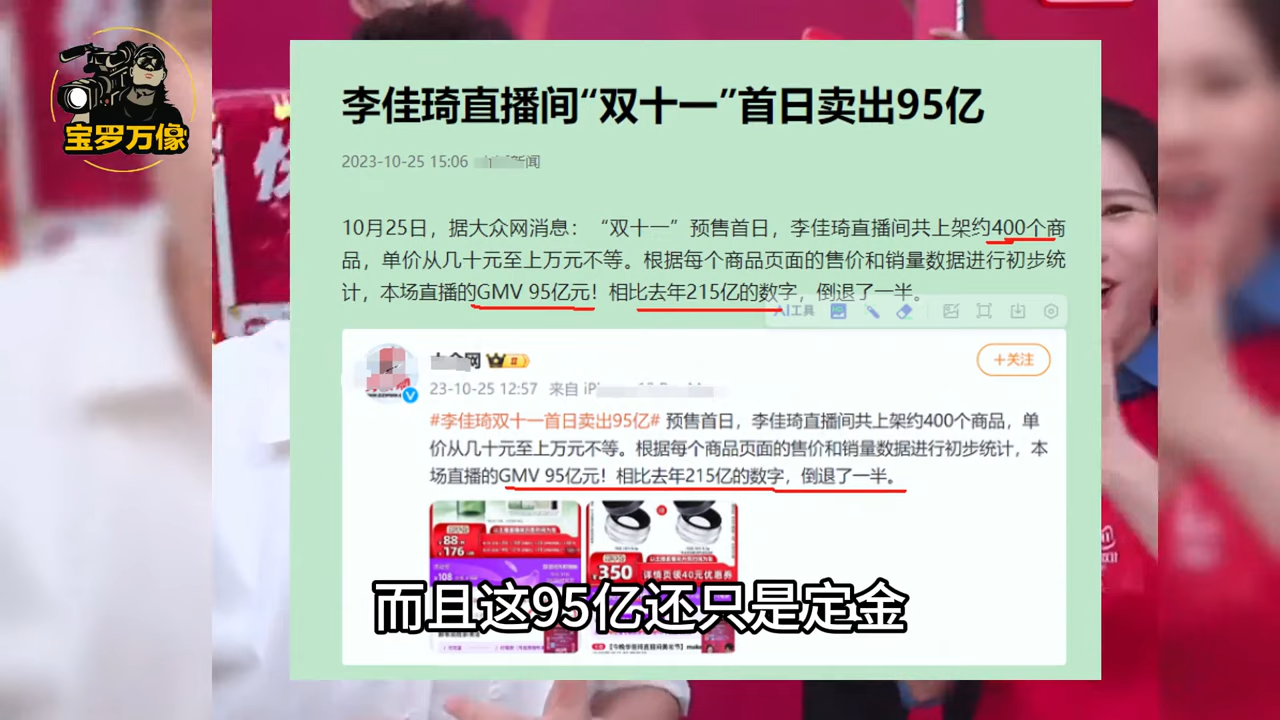 宝罗万像
李佳琦直播间“双十一”首日卖出95亿
2023-10-25 15:06
新闻
10月25日，据大众网消息：“双十一”预售首日，李佳琦直播间共上架约400个商
品，单价从几十元至上万元不等。根据每个商品页面的售价和销量数据进行初步统
计，本场直播的GMV 95亿元！相比去年215亿的数字，倒退了一半。
AI工具
+关注
23-10-25 12:57 来自
#李佳琦双十一首日卖出95亿# 预售首日，李佳琦直播间共上架约400个商品，单
价从几十元至上万元不等。根据每个商品页面的售价和销量数据进行初步统计，本
场直播的GMV 95亿元！相比去年215亿的数字，倒退了一半。
88
176
350 详情页领40元优惠券
而且这95亿还只是定金